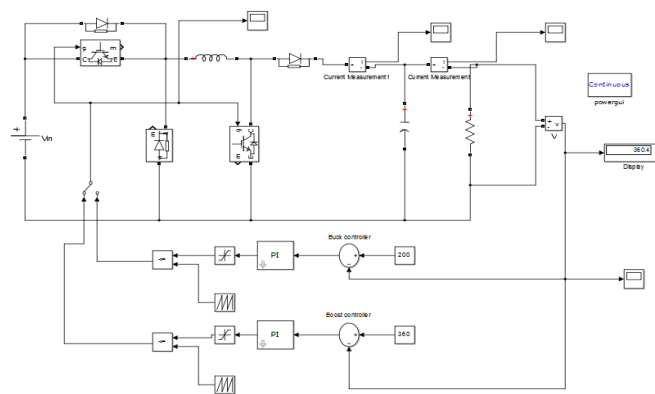 g
m
C
E
Current Measurement1
Current Measurement
Continuous
powergui
Vin
m
g
C
m
E
v
V
360.4
Display
Buck controller
PI
200
Boost controller
PI
360